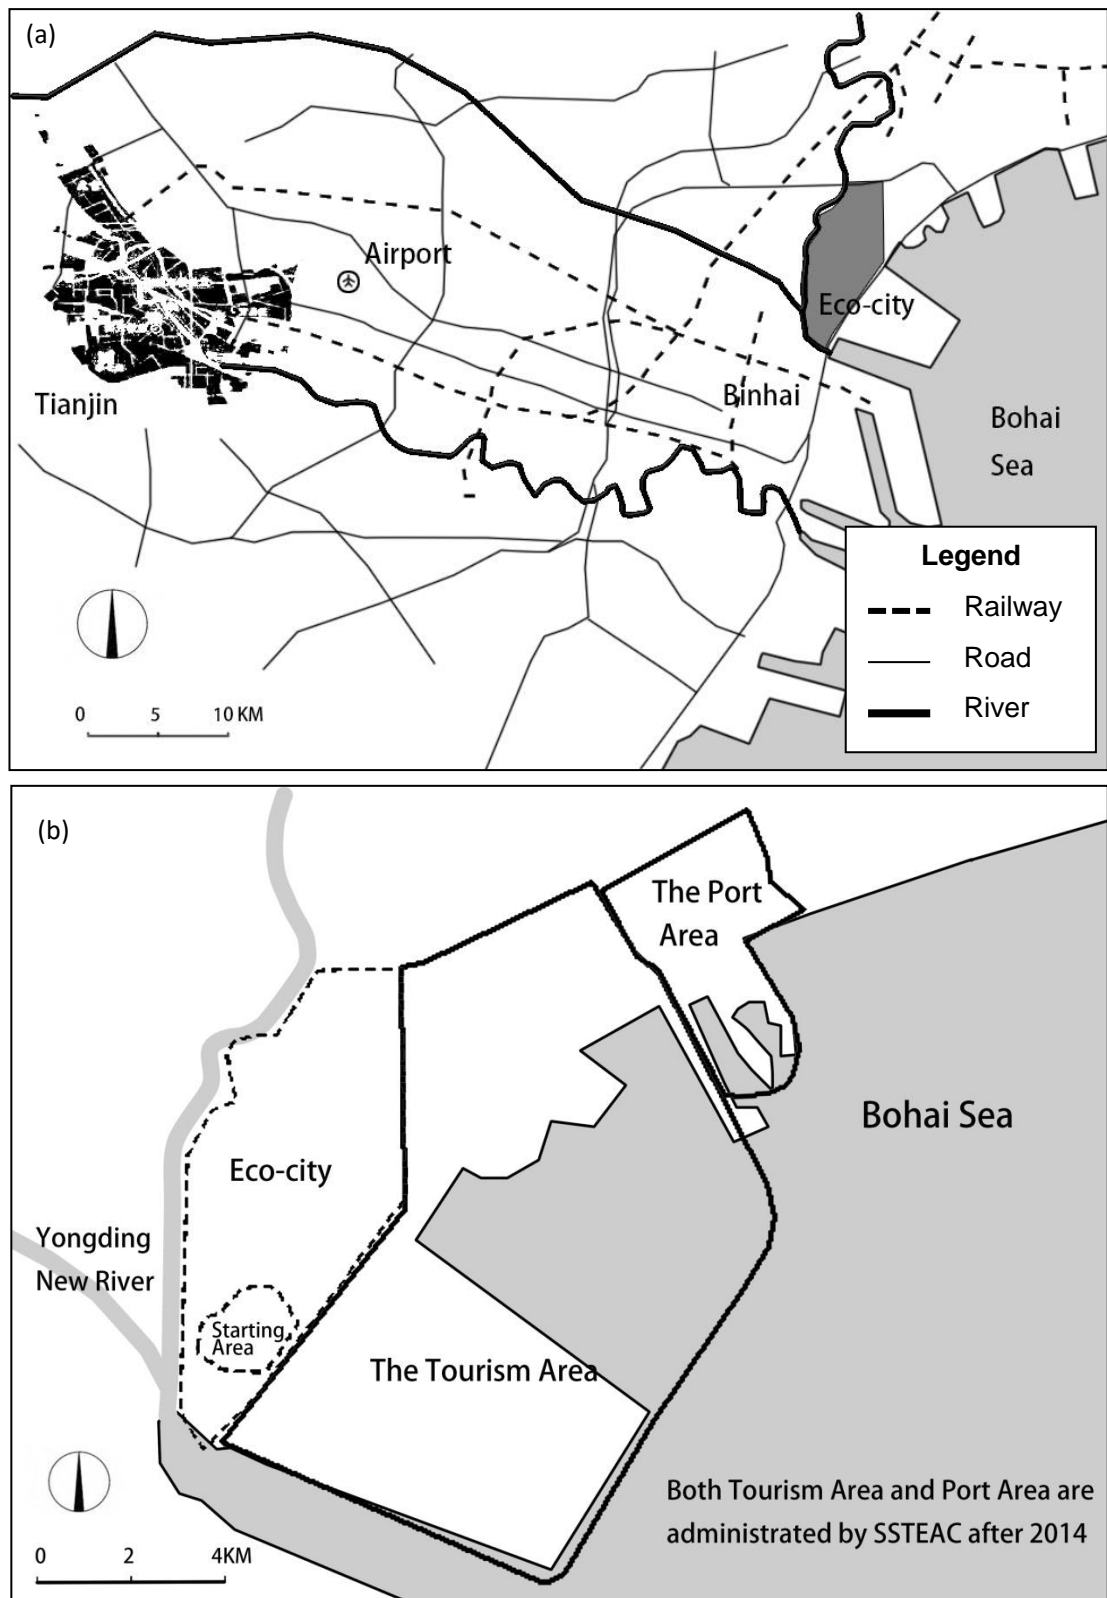 (a)
Airport
Eco-city
Tianjin
Binhai
Bohai
Sea
Legend
Railway
Road
River
0 5 10 KM
(b)
The Port
Area
Bohai Sea
Eco-city
Yongding
New River
Starting
Area
The Tourism Area
Both Tourism Area and Port Area are
administrated by SSTEAC after 2014
0 2 4KM